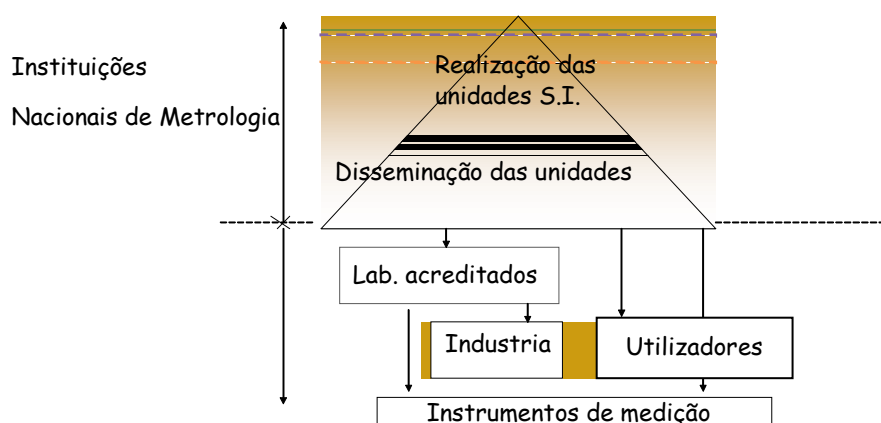 Instituições
Nacionais de Metrologia
Realização das
unidades S.I.
Disseminação das unidades
Lab. acreditados
Industria
Utilizadores
Instrumentos de medição